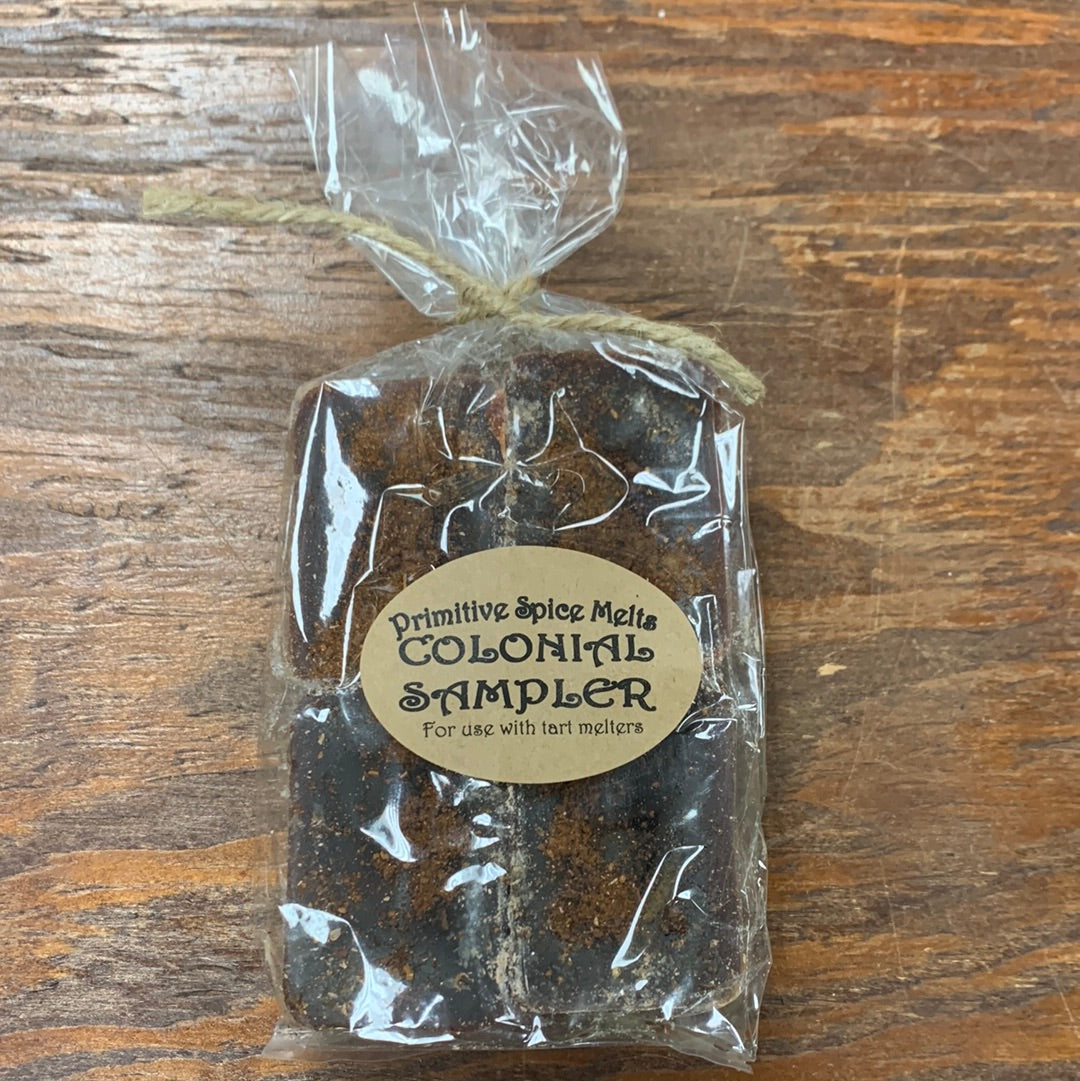 Primitive Spice Melts
COLONIAL
SAMPLER
For use with tart melters